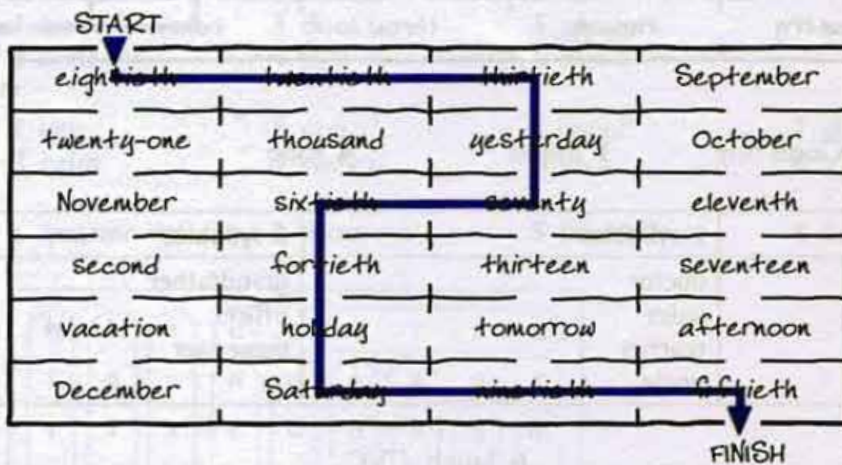 START
eightieth twentieth thirtieth September
twenty-one thousand yesterday October
November sixtieth seventy eleventh
second fortieth thirteen seventeen
vacation holiday tomorrow afternoon
December Saturday ninetieth fiftieth
FINISH